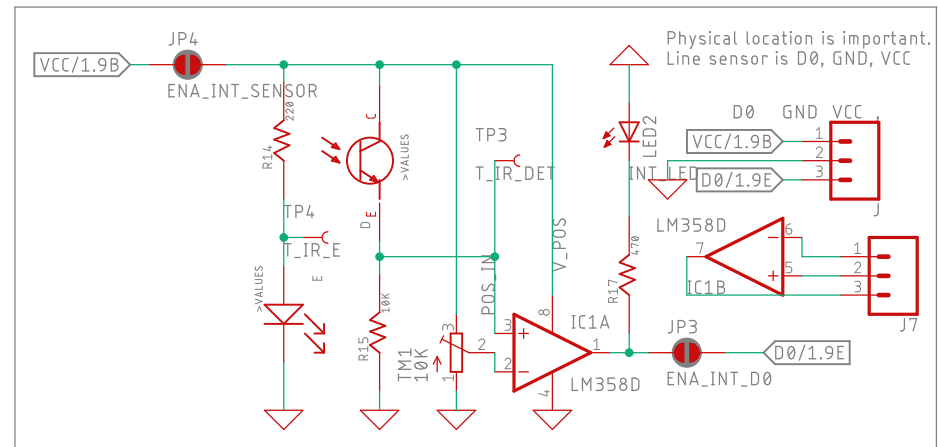 Physical location is important.
Line sensor is D0, GND, VCC
JP4
VCC/1.9B
ENA_INT_SENSOR
220
R14
C
>VALUES
TP3
T_IR_DET
LED2
INT_LED
D0 GND VCC
VCC/1.9B
1
2
3
D0/1.9E
J
TP4
T_IR_E
D
E
E
>VALUES
V_POS
POS_IN
470
R17
LM358D
7
6
5
IC1B
1
2
3
J7
10K
R15
TM1
10K
3
2
1
3
2
8
4
1
IC1A
LM358D
JP3
ENA_INT_D0
D0/1.9E